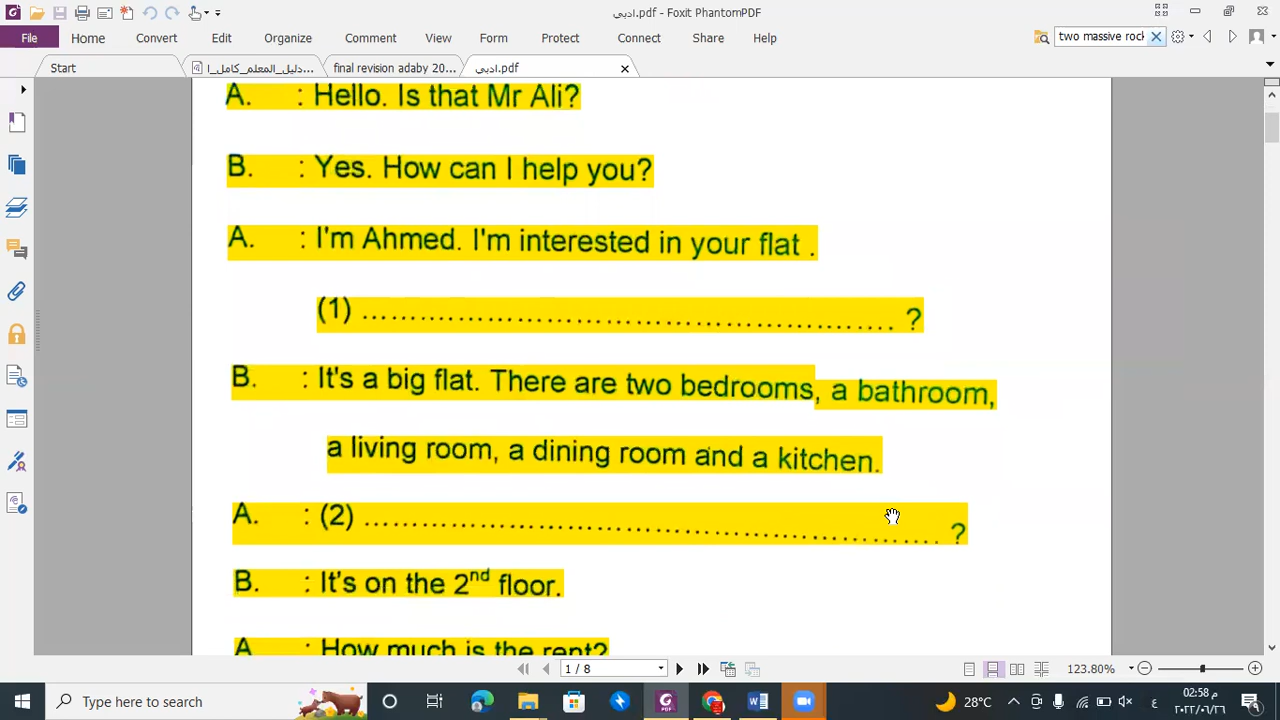 ادبي.pdf - Foxit PhantomPDF
File Home Convert Edit Organize Comment View Form Protect Connect Share Help two massive rock
Start دليل_المعلم_كامل_ا... final revision adaby 20... ادبي.pdf
A. : Hello. Is that Mr Ali?
B. : Yes. How can I help you?
A. : I'm Ahmed. I'm interested in your flat .
(1) ................................................................ ?
B. : It's a big flat. There are two bedrooms, a bathroom,
a living room, a dining room and a kitchen.
A. : (2) ................................................................ ?
B. : It's on the 2nd floor.
A : How much is the rent?
1 / 8 123.80%
Type here to search 28°C ع 02:58 م
٢٠٢٢/٠٦/٢٦